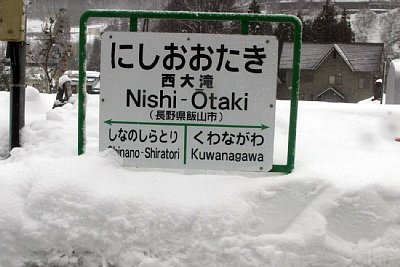 にしおおたき
西大滝
Nishi-Ōtaki
(長野県飯山市)
しなのしらとり くわながわ
Shinano-Shiratori Kuwanagawa